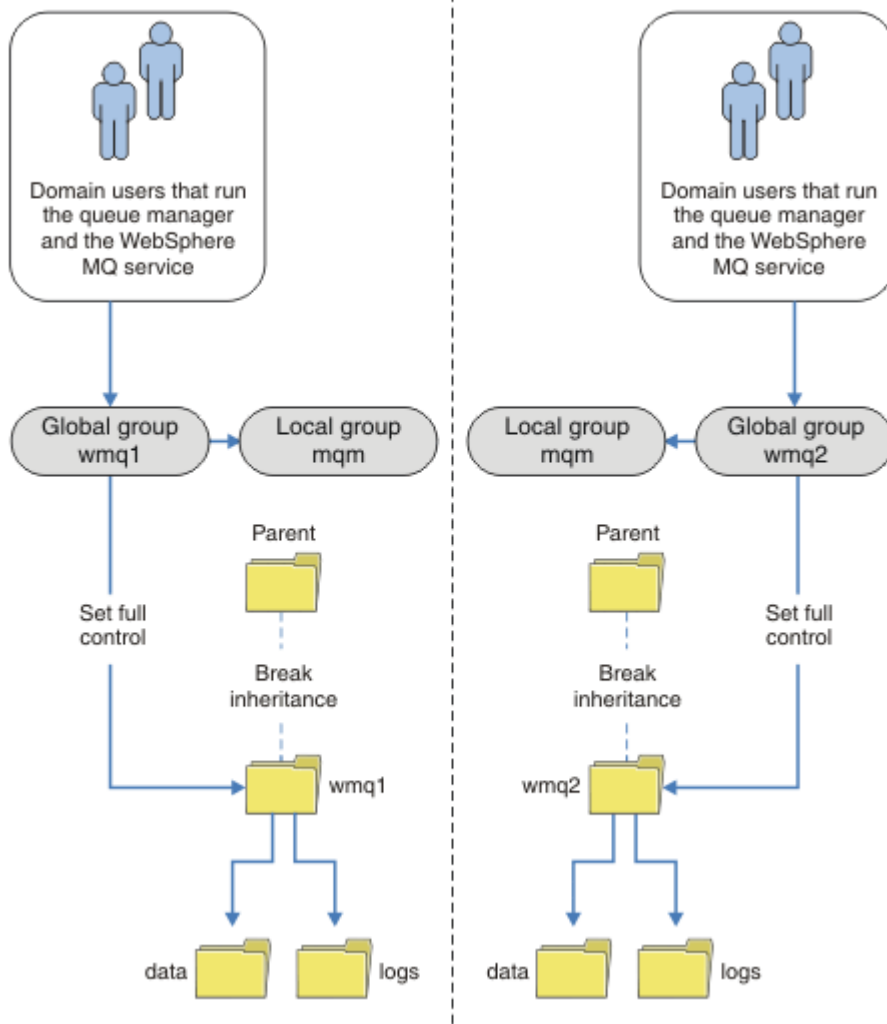 Domain users that run
the queue manager
and the WebSphere
MQ service
Global group
wmq1
Local group
mqm
Parent
Set full
control
Break
inheritance
wmq1
data
logs
Domain users that run
the queue manager
and the WebSphere
MQ service
Local group
mqm
Global group
wmq2
Parent
Break
inheritance
Set full
control
wmq2
data
logs